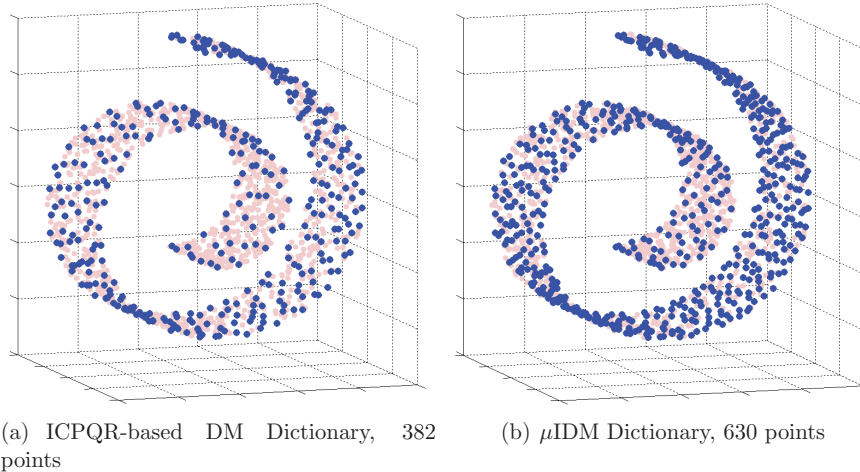 (a) ICPQR-based DM Dictionary, 382
points
(b) μIDM Dictionary, 630 points